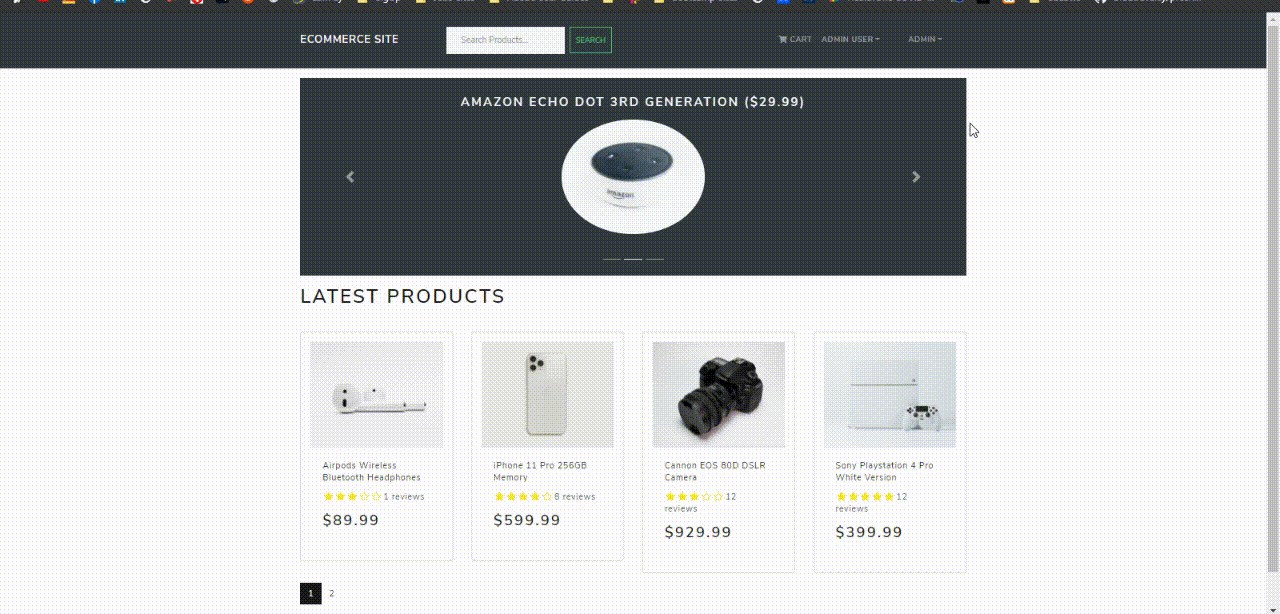 ECOMMERCE SITE
Search Products...
SEARCH
CART
ADMIN USER
ADMIN
AMAZON ECHO DOT 3RD GENERATION ($29.99)
amazon
LATEST PRODUCTS
Airpods Wireless
Bluetooth Headphones
1 reviews
$89.99
iPhone 11 Pro 256GB
Memory
8 reviews
$599.99
Cannon EOS 80D DSLR
Camera
12
reviews
$929.99
Sony Playstation 4 Pro
White Version
12
reviews
$399.99
1 2